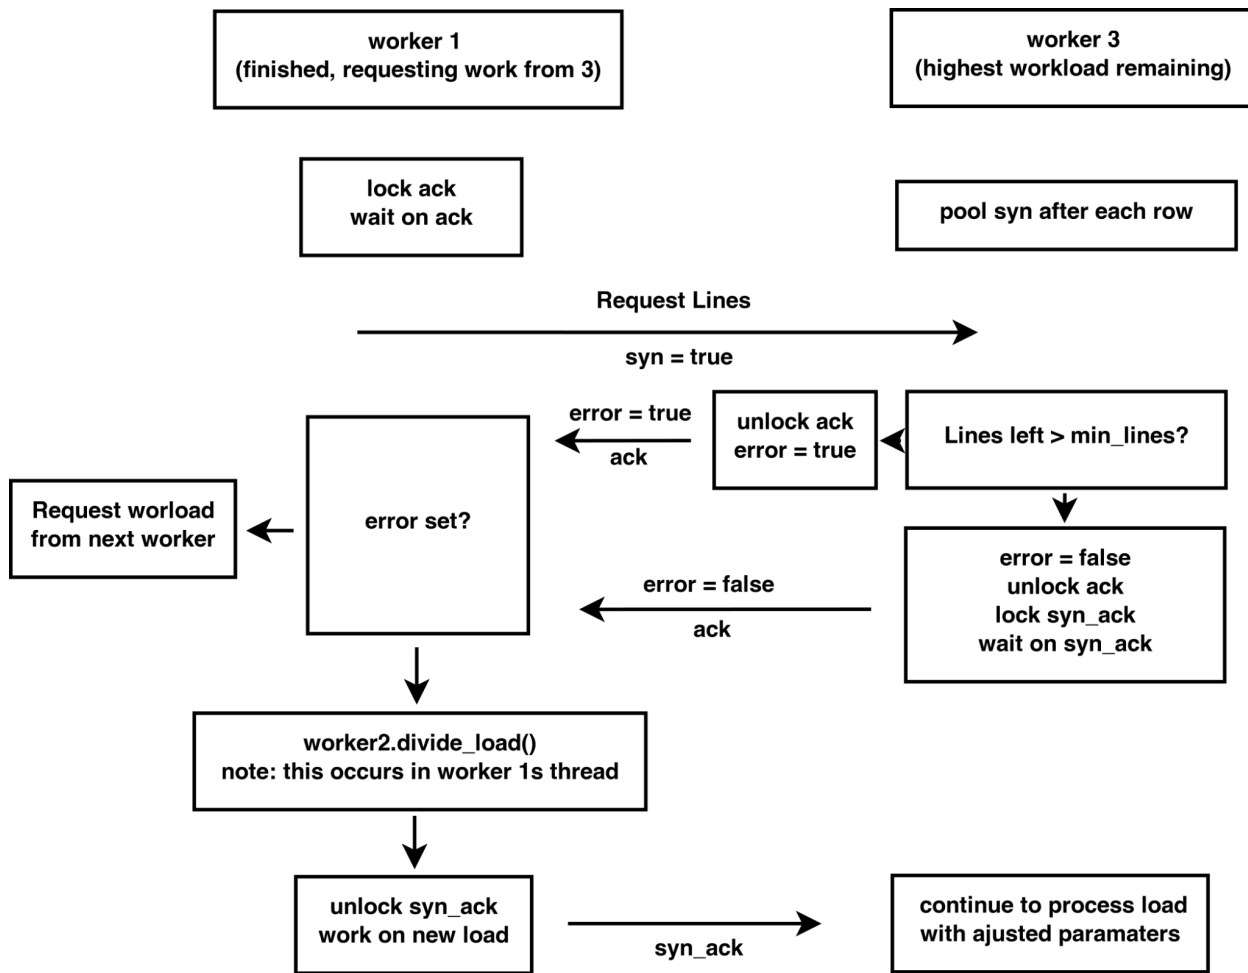 worker 1
(finished, requesting work from 3)
worker 3
(highest workload remaining)
lock ack
wait on ack
pool syn after each row
Request Lines
syn = true
error = true
ack
unlock ack
error = true
Lines left > min_lines?
Request worload
from next worker
error set?
error = false
ack
error = false
unlock ack
lock syn_ack
wait on syn_ack
worker2.divide_load()
note: this occurs in worker 1s thread
unlock syn_ack
work on new load
syn_ack
continue to process load
with ajusted paramaters